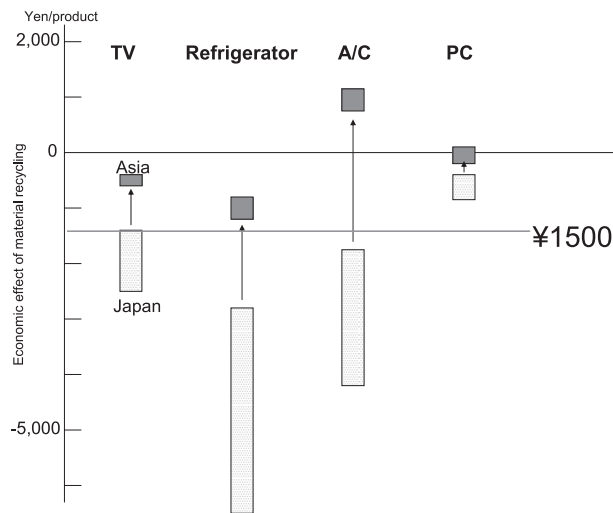 Yen/product
2,000
TV Refrigerator A/C PC
0
Asia
¥1500
Japan
-5,000
Economic effect of material recycling